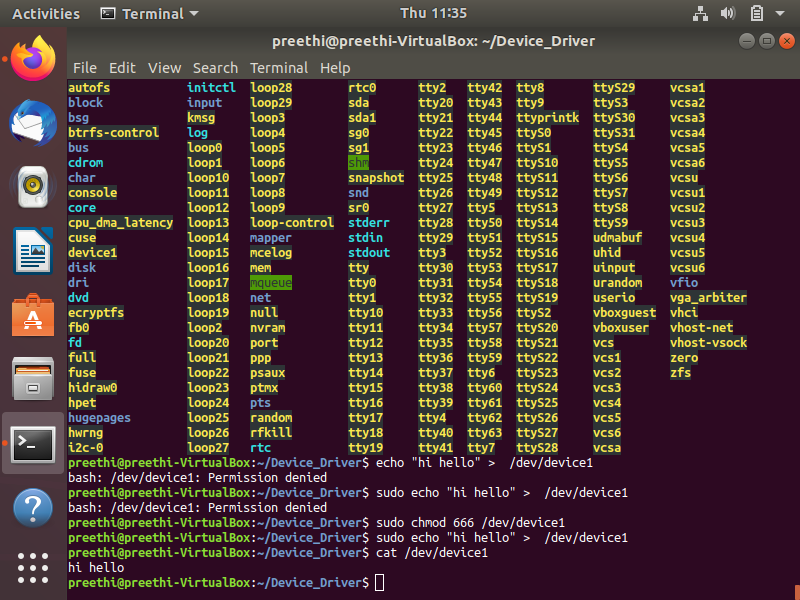 Activities Terminal Thu 11:35
preethi@preethi-VirtualBox: ~/Device_Driver
File Edit View Search Terminal Help
autofs initctl loop28 rtc0 tty2 tty42 tty8 ttyS29 vcsa1
block input loop29 sda tty20 tty43 tty9 ttyS3 vcsa2
bsg kmsg loop3 sda1 tty21 tty44 ttyprintk ttyS30 vcsa3
btrfs-control log loop4 sg0 tty22 tty45 ttyS0 ttyS31 vcsa4
bus loop0 loop5 sg1 tty23 tty46 ttyS1 ttyS4 vcsa5
cdrom loop1 loop6 shm tty24 tty47 ttyS10 ttyS5 vcsa6
char loop10 loop7 snapshot tty25 tty48 ttyS11 ttyS6 vcsu
console loop11 loop8 snd tty26 tty49 ttyS12 ttyS7 vcsu1
core loop12 loop9 sr0 tty27 tty5 ttyS13 ttyS8 vcsu2
cpu_dma_latency loop13 loop-control stderr tty28 tty50 ttyS14 ttyS9 vcsu3
cuse loop14 mapper stdin tty29 tty51 ttyS15 udmabuf vcsu4
device1 loop15 mcelog stdout tty3 tty52 ttyS16 uhid vcsu5
disk loop16 mem tty tty30 tty53 ttyS17 uinput vcsu6
dri loop17 mqueue tty0 tty31 tty54 ttyS18 urandom vfio
dvd loop18 net tty1 tty32 tty55 ttyS19 userio vga_arbiter
ecryptfs loop19 null tty10 tty33 tty56 ttyS2 vboxguest vhci
fb0 loop2 nvram tty11 tty34 tty57 ttyS20 vboxuser vhost-net
fd loop20 port tty12 tty35 tty58 ttyS21 vcs vhost-vsock
full loop21 ppp tty13 tty36 tty59 ttyS22 vcs1 zero
fuse loop22 psaux tty14 tty37 tty6 ttyS23 vcs2 zfs
hidraw0 loop23 ptmx tty15 tty38 tty60 ttyS24 vcs3
hpet loop24 pts tty16 tty39 tty61 ttyS25 vcs4
hugepages loop25 random tty17 tty4 tty62 ttyS26 vcs5
hwrng loop26 rfkill tty18 tty40 tty63 ttyS27 vcs6
i2c-0 loop27 rtc tty19 tty41 tty7 ttyS28 vcsa
preethi@preethi-VirtualBox:~/Device_Driver$ echo "hi hello" >  /dev/device1
bash: /dev/device1: Permission denied
preethi@preethi-VirtualBox:~/Device_Driver$ sudo echo "hi hello" >  /dev/device1
bash: /dev/device1: Permission denied
preethi@preethi-VirtualBox:~/Device_Driver$ sudo chmod 666 /dev/device1
preethi@preethi-VirtualBox:~/Device_Driver$ sudo echo "hi hello" >  /dev/device1
preethi@preethi-VirtualBox:~/Device_Driver$ cat /dev/device1
hi hello
preethi@preethi-VirtualBox:~/Device_Driver$